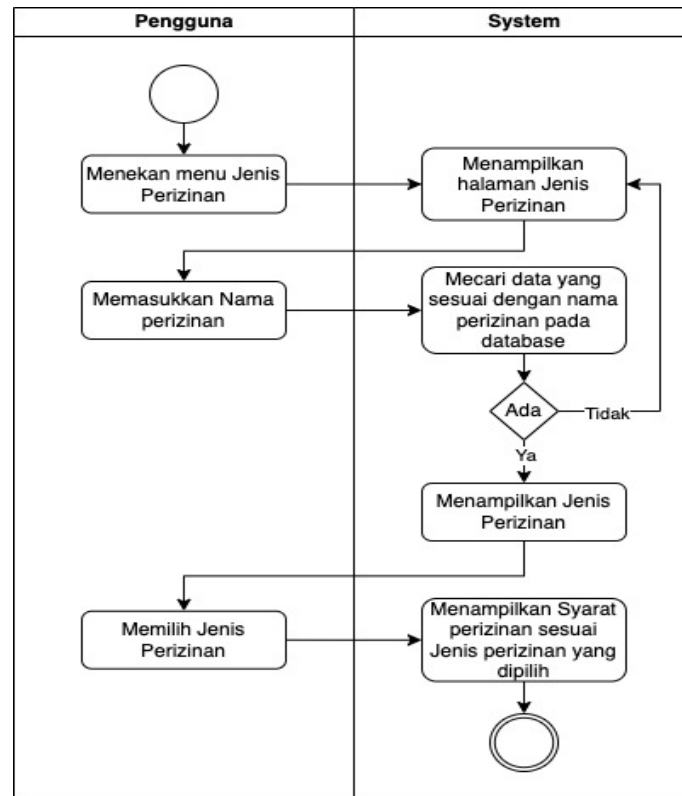 Pengguna
System
Menekan menu Jenis
Perizinan
Menampilkan
halaman Jenis
Perizinan
Memasukkan Nama
perizinan
Mecari data yang
sesuai dengan nama
perizinan pada
database
Ada
Tidak
Ya
Menampilkan Jenis
Perizinan
Memilih Jenis
Perizinan
Menampilkan Syarat
perizinan sesuai
Jenis perizinan yang
dipilih